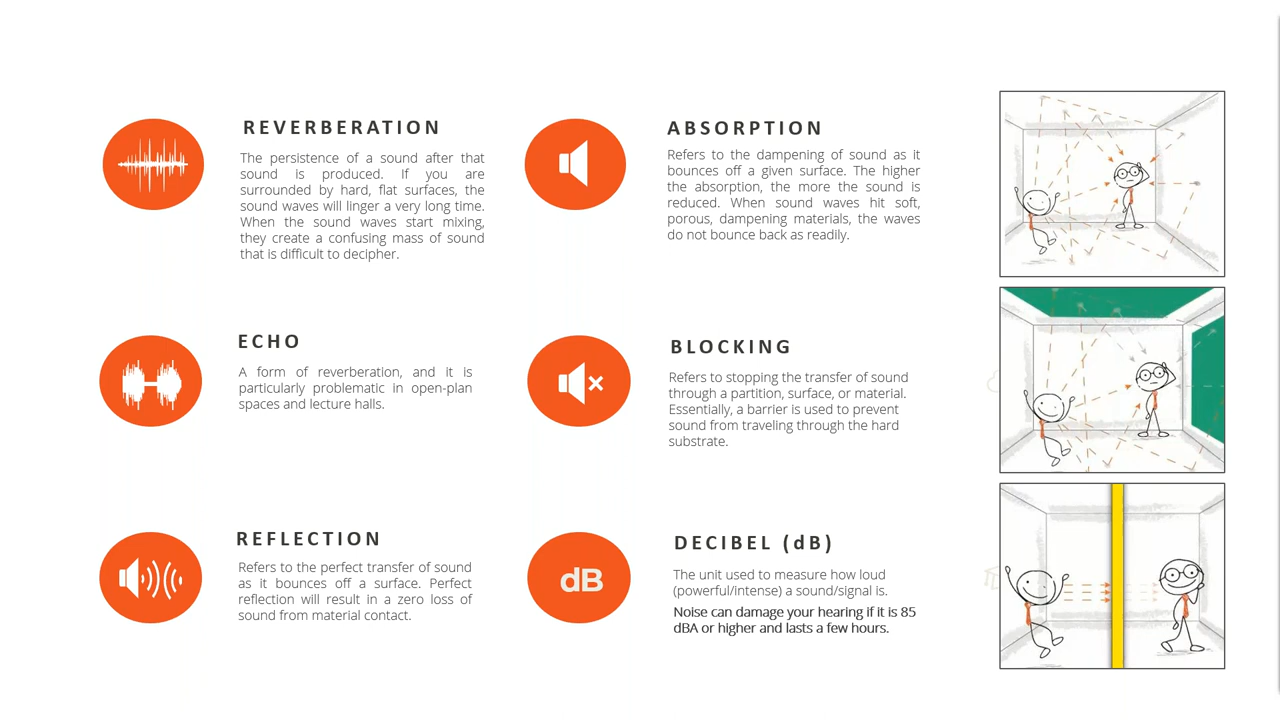 REVERBERATION
The persistence of a sound after that
sound is produced. If you are
surrounded by hard, flat surfaces, the
sound waves will linger a very long time.
When the sound waves start mixing,
they create a confusing mass of sound
that is difficult to decipher.
ABSORPTION
Refers to the dampening of sound as it
bounces off a given surface. The higher
the absorption, the more the sound is
reduced. When sound waves hit soft,
porous, dampening materials, the waves
do not bounce back as readily.
ECHO
A form of reverberation, and it is
particularly problematic in open-plan
spaces and lecture halls.
BLOCKING
Refers to stopping the transfer of sound
through a partition, surface, or material.
Essentially, a barrier is used to prevent
sound from traveling through the hard
substrate.
REFLECTION
Refers to the perfect transfer of sound
as it bounces off a surface. Perfect
reflection will result in a zero loss of
sound from material contact.
dB
DECIBEL (dB)
The unit used to measure how loud
(powerful/intense) a sound/signal is.
Noise can damage your hearing if it is 85
dBA or higher and lasts a few hours.